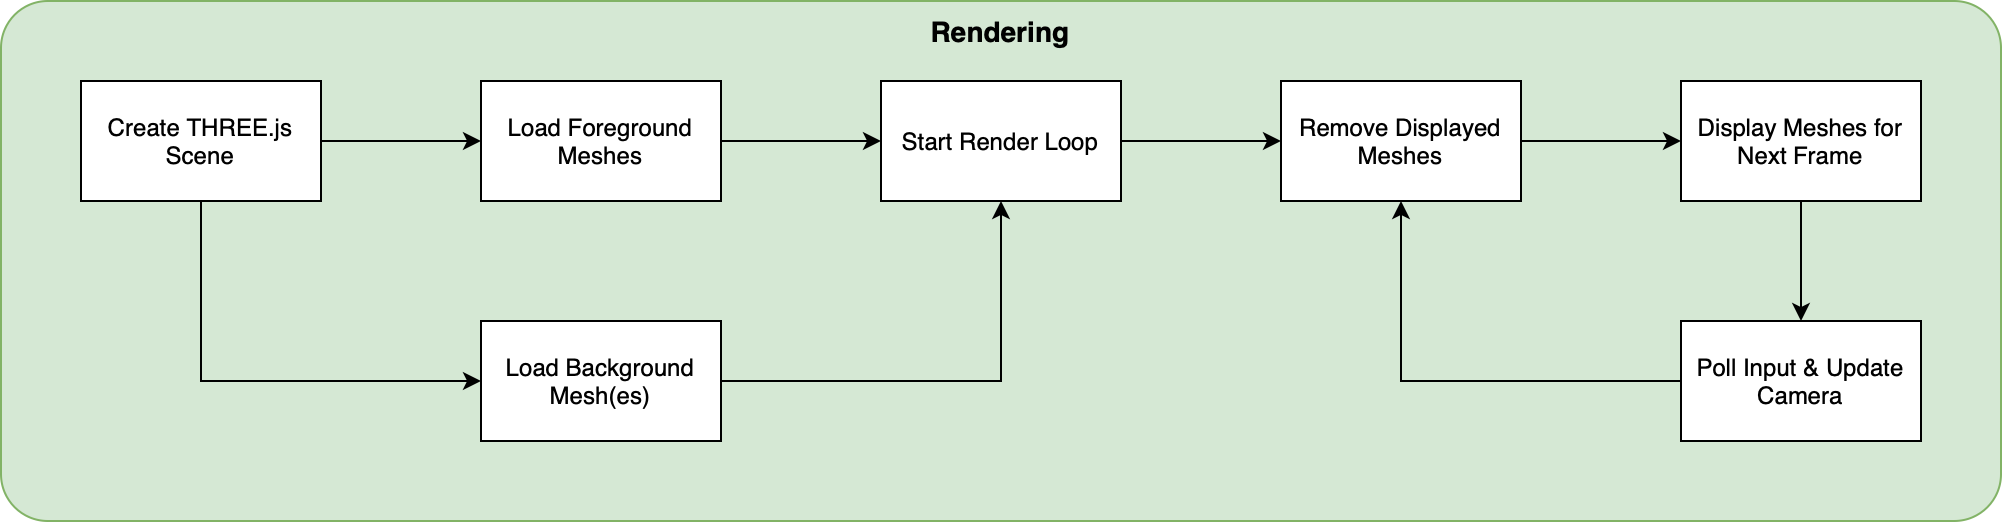 Rendering
Create THREE.js
Scene
Load Foreground
Meshes
Start Render Loop
Remove Displayed
Meshes
Display Meshes for
Next Frame
Load Background
Mesh(es)
Poll Input & Update
Camera